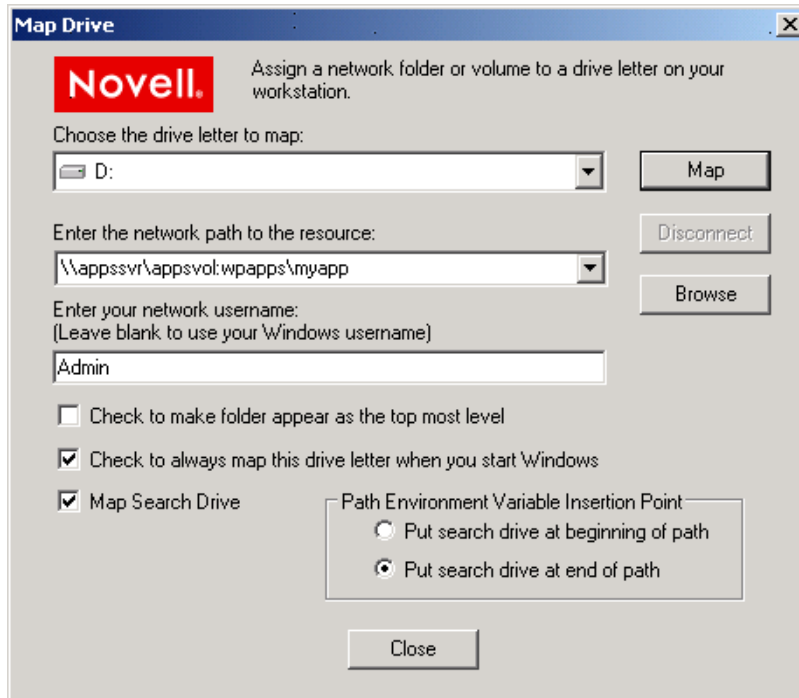 Map Drive
Novell®
Assign a network folder or volume to a drive letter on your
workstation.
Choose the drive letter to map:
D:
Map
Enter the network path to the resource:
Disconnect
\\appssvr\appsvol:wpapps\myapp
Browse
Enter your network username:
(Leave blank to use your Windows username)
Admin
Check to make folder appear as the top most level
Check to always map this drive letter when you start Windows
Map Search Drive
Path Environment Variable Insertion Point
Put search drive at beginning of path
Put search drive at end of path
Close